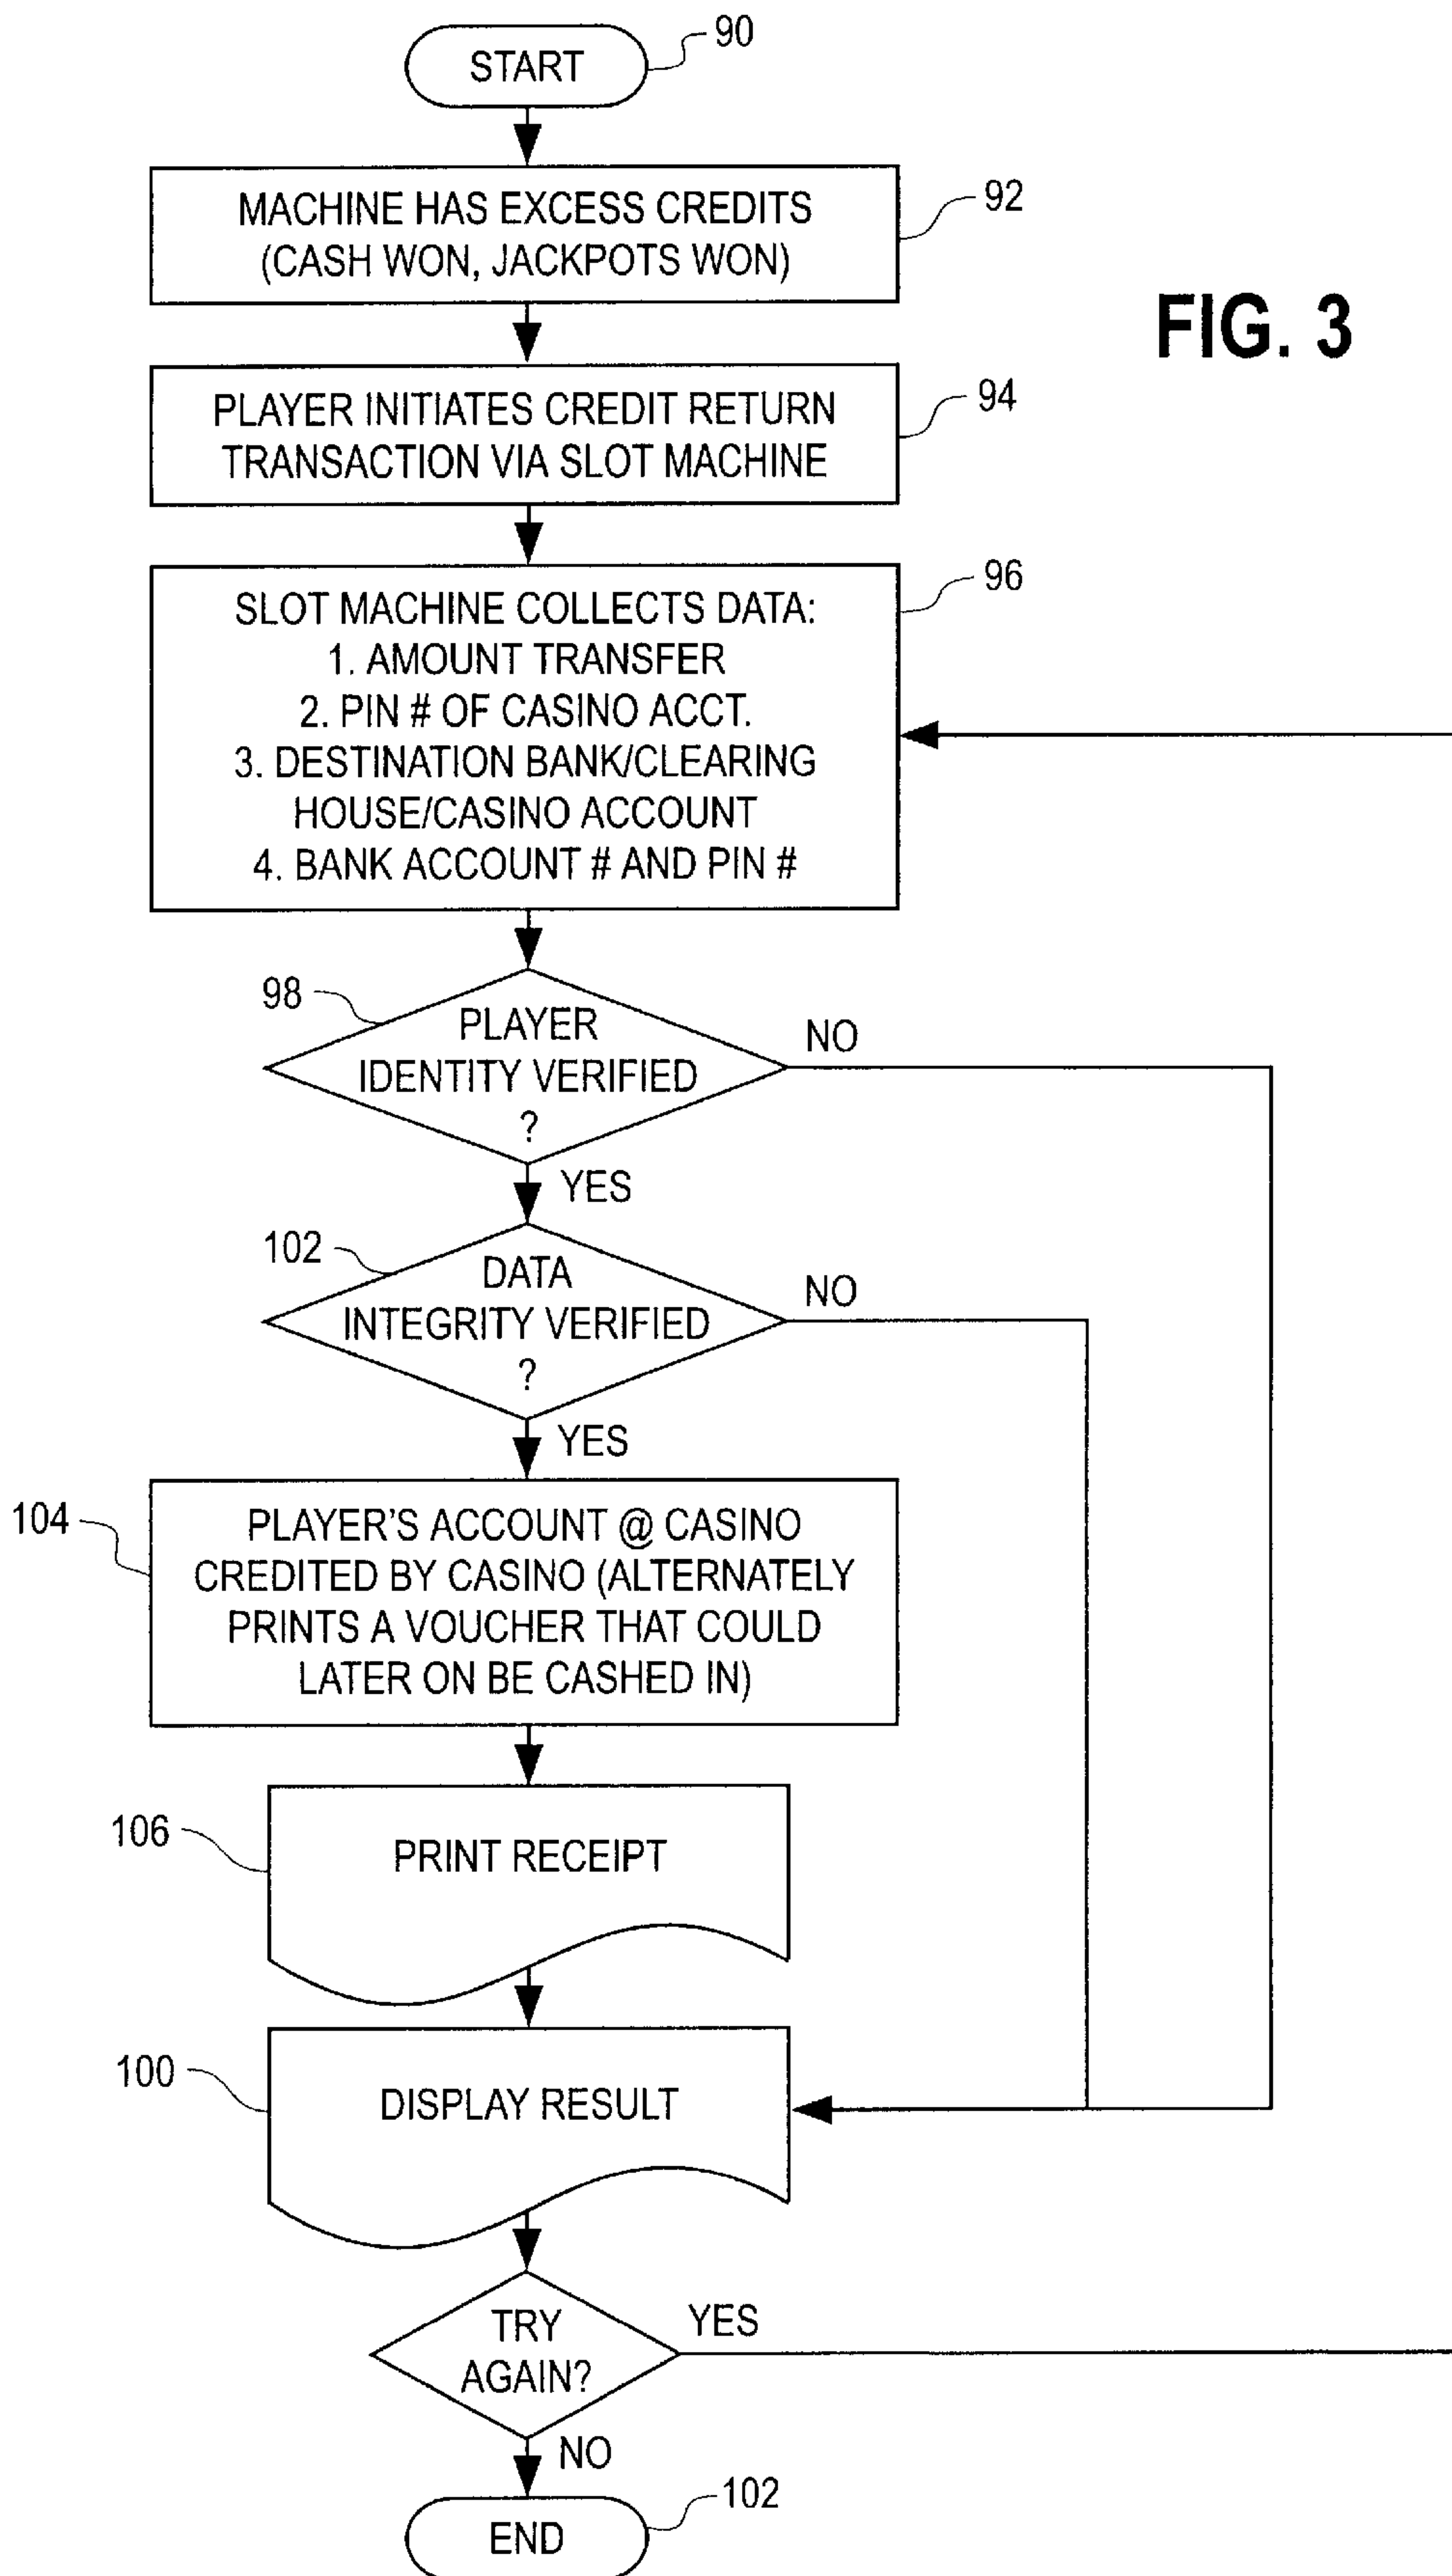 START
90
MACHINE HAS EXCESS CREDITS
(CASH WON, JACKPOTS WON)
92
FIG. 3
PLAYER INITIATES CREDIT RETURN
TRANSACTION VIA SLOT MACHINE
94
SLOT MACHINE COLLECTS DATA:
1. AMOUNT TRANSFER
2. PIN # OF CASINO ACCT.
3. DESTINATION BANK/CLEARING
HOUSE/CASINO ACCOUNT
4. BANK ACCOUNT # AND PIN #
96
98
PLAYER
IDENTITY VERIFIED
?
NO
YES
102
DATA
INTEGRITY VERIFIED
?
NO
YES
104
PLAYER'S ACCOUNT @ CASINO
CREDITED BY CASINO (ALTERNATELY
PRINTS A VOUCHER THAT COULD
LATER ON BE CASHED IN)
106
PRINT RECEIPT
100
DISPLAY RESULT
TRY
AGAIN?
YES
NO
END
102